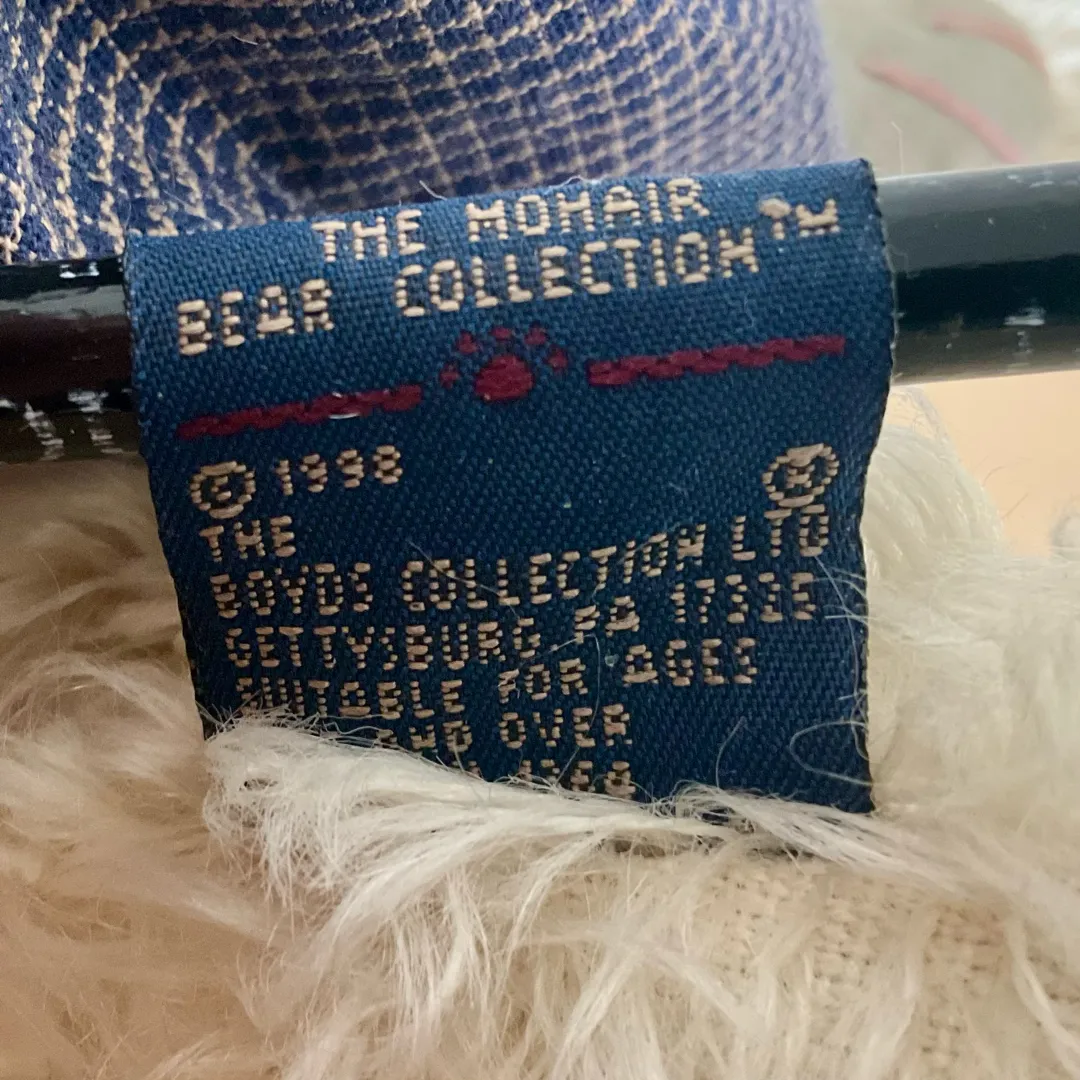 THE MOHAIR
BEAR COLLECTION™
© 1998 ®
THE
BOYDS COLLECTION LTD
GETTYSBURG PA 17325
SUITABLE FOR AGES
AND OVER